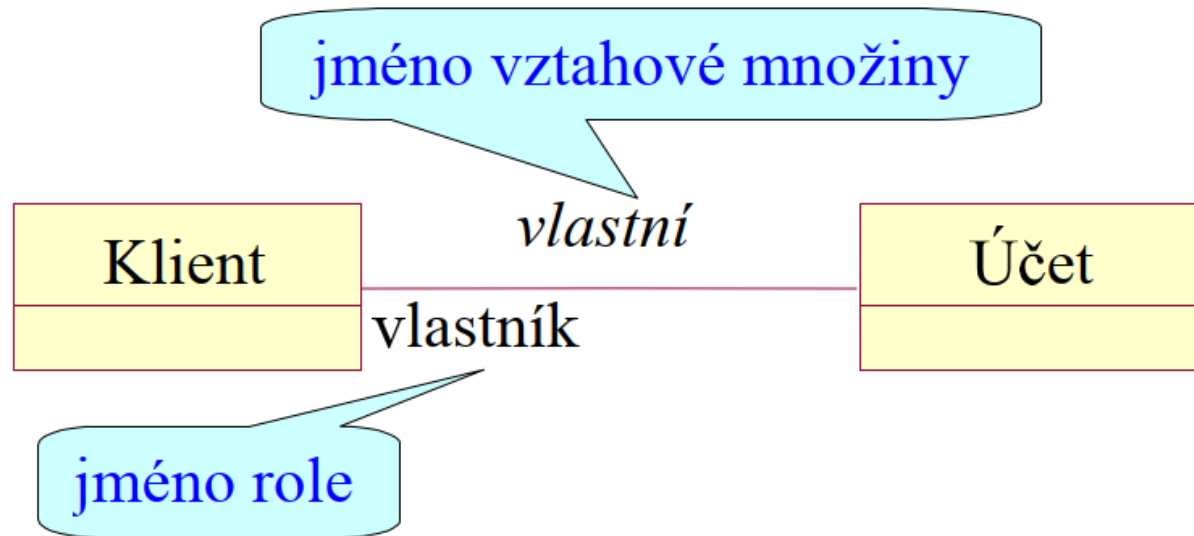 jméno vztahové množiny
vlastní
Klient
Účet
vlastník
jméno role